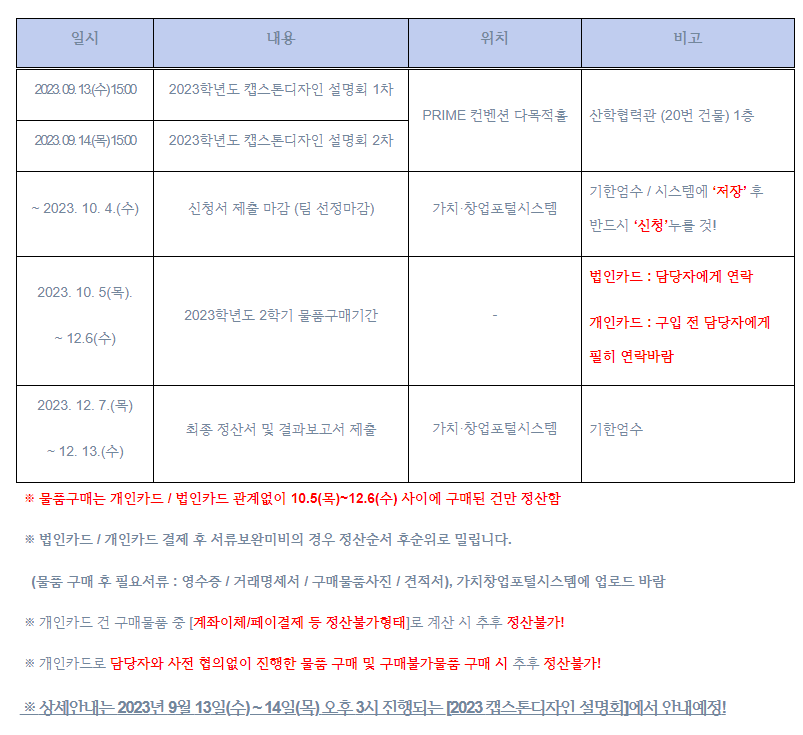 일시 내용 위치 비고
2023.09.13.(수)15:00 2023학년도 캡스톤디자인 설명회 1차
PRIME 컨벤션 다목적홀 산학협력관 (20번 건물) 1층
2023.09.14.(목)15:00 2023학년도 캡스톤디자인 설명회 2차
~ 2023. 10. 4.(수) 신청서 제출 마감 (팀 선정마감) 가치·창업포털시스템 기한엄수 / 시스템에 ‘저장’ 후
반드시 ‘신청’누를 것!
2023. 10. 5(목).
~ 12.6(수)
2023학년도 2학기 물품구매기간
-
법인카드 : 담당자에게 연락
개인카드 : 구입 전 담당자에게
필히 연락바람
2023. 12. 7.(목)
~ 12. 13.(수)
최종 정산서 및 결과보고서 제출 가치·창업포털시스템 기한엄수
※ 물품구매는 개인카드 / 법인카드 관계없이 10.5(목)~12.6(수) 사이에 구매된 건만 정산함
※ 법인카드 / 개인카드 결제 후 서류보완미비의 경우 정산순서 후순위로 밀립니다.
(물품 구매 후 필요서류 : 영수증 / 거래명세서 / 구매물품사진 / 견적서), 가치창업포털시스템에 업로드 바람
※ 개인카드 건 구매물품 중 [계좌이체/페이결제 등 정산불가형태]로 계산 시 추후 정산불가!
※ 개인카드로 담당자와 사전 협의없이 진행한 물품 구매 및 구매불가물품 구매 시 추후 정산불가!
※ 상세안내는 2023년 9월 13일(수) ~ 14일(목) 오후 3시 진행되는 [2023 캡스톤디자인 설명회]에서 안내예정!